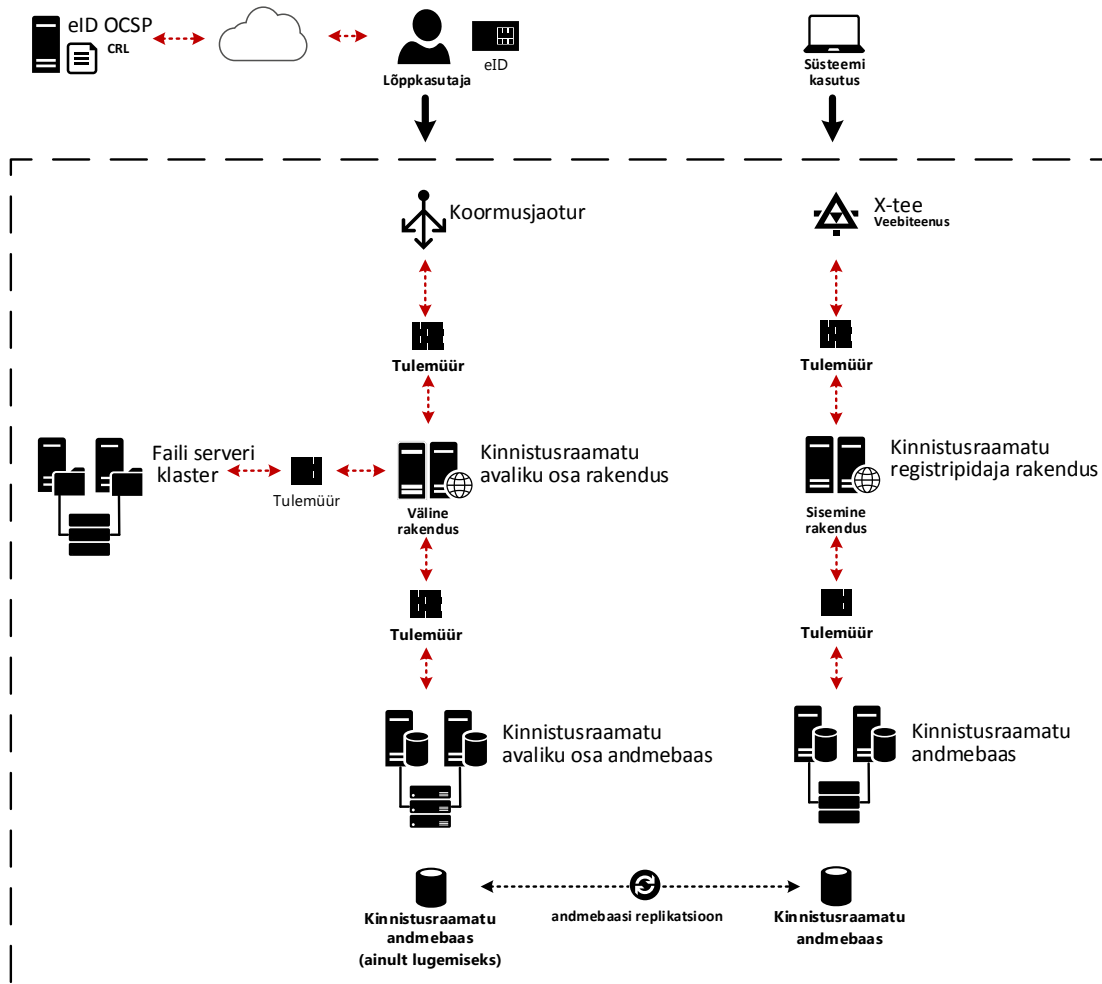 eID OCSP
CRL
Lõppkasutaja
eID
Süsteemi
kasutus
Koormusjaotur
X-tee
Veebiteenus
Tulemüür
Tulemüür
Faili serveri
klaster
Tulemüür
Kinnistusraamatu
avaliku osa rakendus
Väline
rakendus
Kinnistusraamatu
registripidaja rakendus
Sisemine
rakendus
Tulemüür
Tulemüür
Kinnistusraamatu
avaliku osa andmebaas
Kinnistusraamatu
andmebaas
Kinnistusraamatu
andmebaas
(ainult lugemiseks)
andmebaasi replikatsioon
Kinnistusraamatu
andmebaas